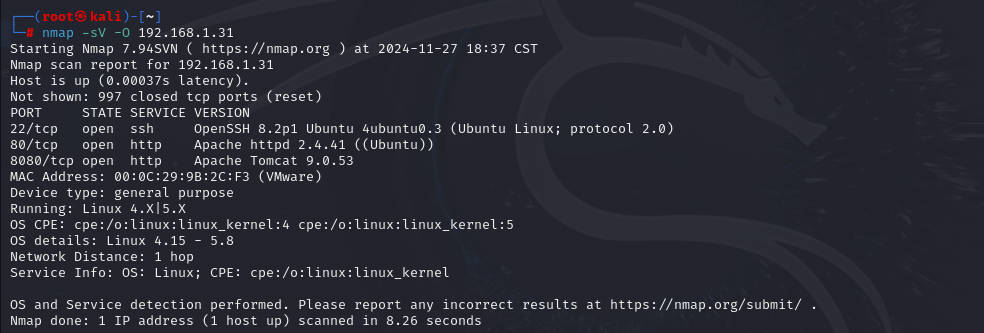 ┌──(root㉿kali)-[~]
└─# nmap -sV -O 192.168.1.31
Starting Nmap 7.94SVN ( https://nmap.org ) at 2024-11-27 18:37 CST
Nmap scan report for 192.168.1.31
Host is up (0.00037s latency).
Not shown: 997 closed tcp ports (reset)
PORT     STATE SERVICE VERSION
22/tcp   open  ssh     OpenSSH 8.2p1 Ubuntu 4ubuntu0.3 (Ubuntu Linux; protocol 2.0)
80/tcp   open  http    Apache httpd 2.4.41 ((Ubuntu))
8080/tcp open  http    Apache Tomcat 9.0.53
MAC Address: 00:0C:29:9B:2C:F3 (VMware)
Device type: general purpose
Running: Linux 4.X|5.X
OS CPE: cpe:/o:linux:linux_kernel:4 cpe:/o:linux:linux_kernel:5
OS details: Linux 4.15 - 5.8
Network Distance: 1 hop
Service Info: OS: Linux; CPE: cpe:/o:linux:linux_kernel

OS and Service detection performed. Please report any incorrect results at https://nmap.org/submit/ .
Nmap done: 1 IP address (1 host up) scanned in 8.26 seconds